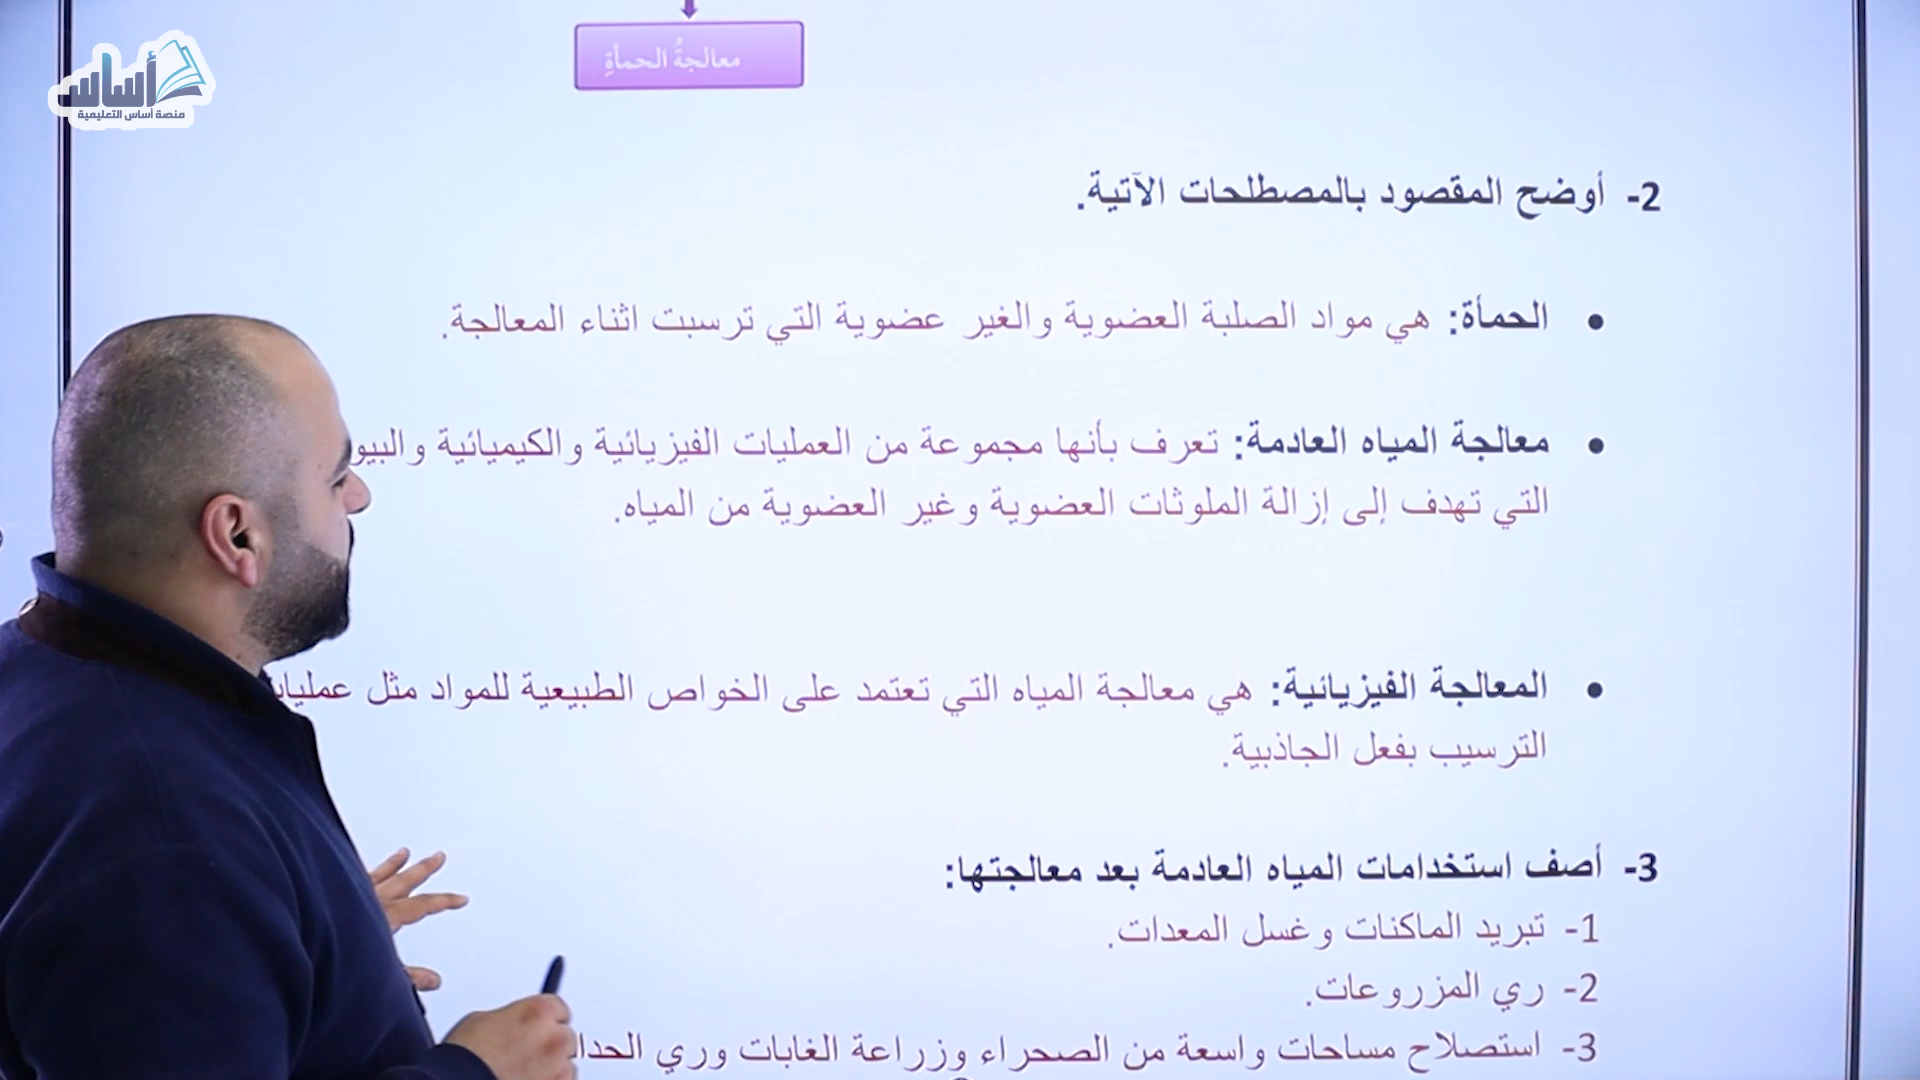 أساس
منصة أساس التعليمية
معالجةُ الحمأةِ
2- أوضح المقصود بالمصطلحات الآتية.
• الحمأة: هي مواد الصلبة العضوية والغير عضوية التي ترسبت اثناء المعالجة.
• معالجة المياه العادمة: تعرف بأنها مجموعة من العمليات الفيزيائية والكيميائية
التي تهدف إلى إزالة الملوثات العضوية وغير العضوية من المياه.
• المعالجة الفيزيائية: هي معالجة المياه التي تعتمد على الخواص الطبيعية للمواد مثل
الترسيب بفعل الجاذبية.
3- أصف استخدامات المياه العادمة بعد معالجتها:
1- تبريد الماكنات وغسل المعدات.
2- ري المزروعات.
3- استصلاح مساحات واسعة من الصحراء وزراعة الغابات وري